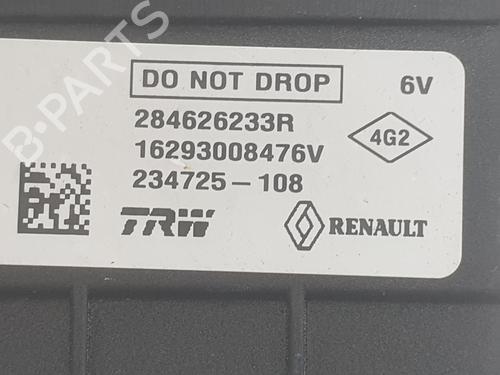 DO NOT DROP 6V
284626233R
16293008476V 4G2
234725-108
TRW RENAULT
B-PARTS